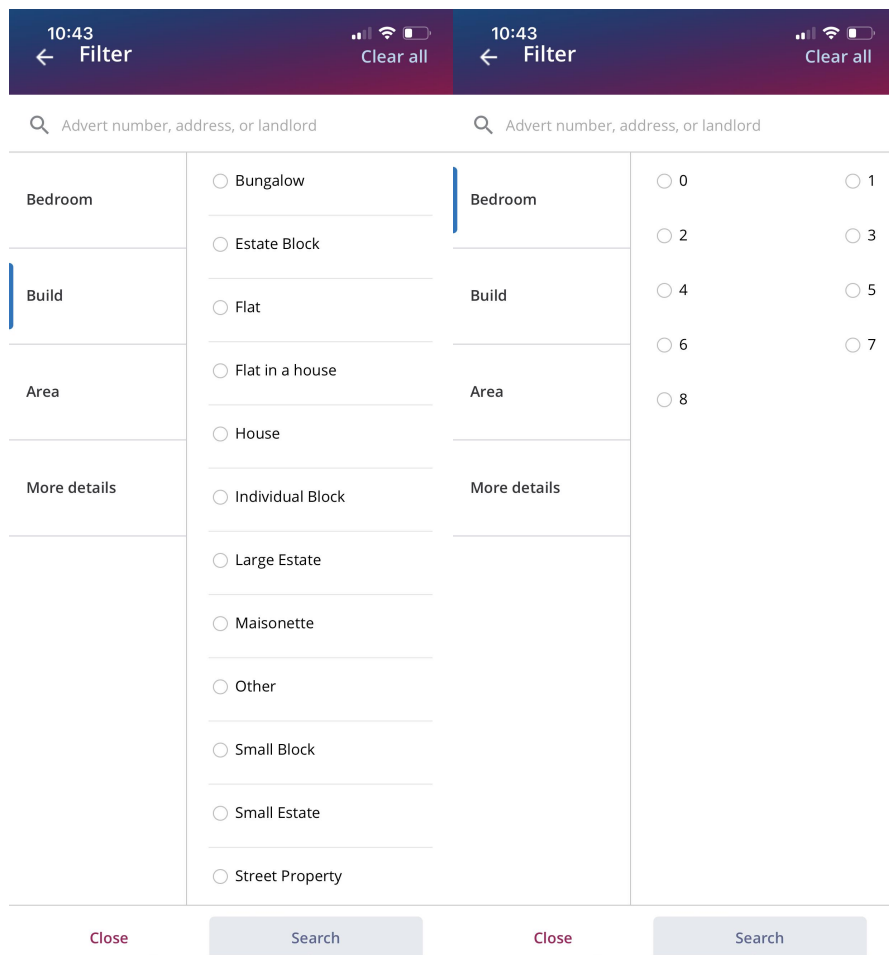 10:43
Filter
Clear all
Advert number, address, or landlord
Bedroom
Build
Area
More details
Bungalow
Estate Block
Flat
Flat in a house
House
Individual Block
Large Estate
Maisonette
Other
Small Block
Small Estate
Street Property
Close
Search
10:43
Filter
Clear all
Advert number, address, or landlord
Bedroom
Build
Area
More details
0 1
2 3
4 5
6 7
8
Close
Search